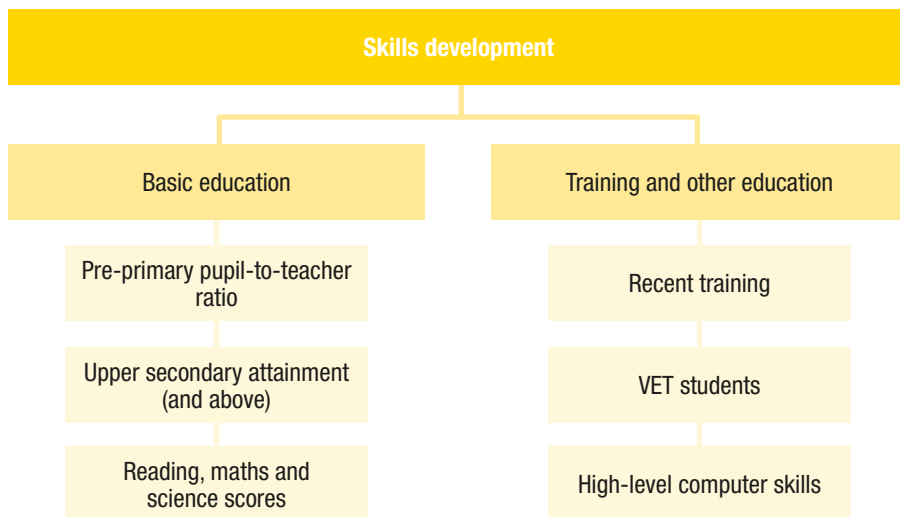 Skills development
Basic education
Pre-primary pupil-to-teacher
ratio
Upper secondary attainment
(and above)
Reading, maths and
science scores
Training and other education
Recent training
VET students
High-level computer skills